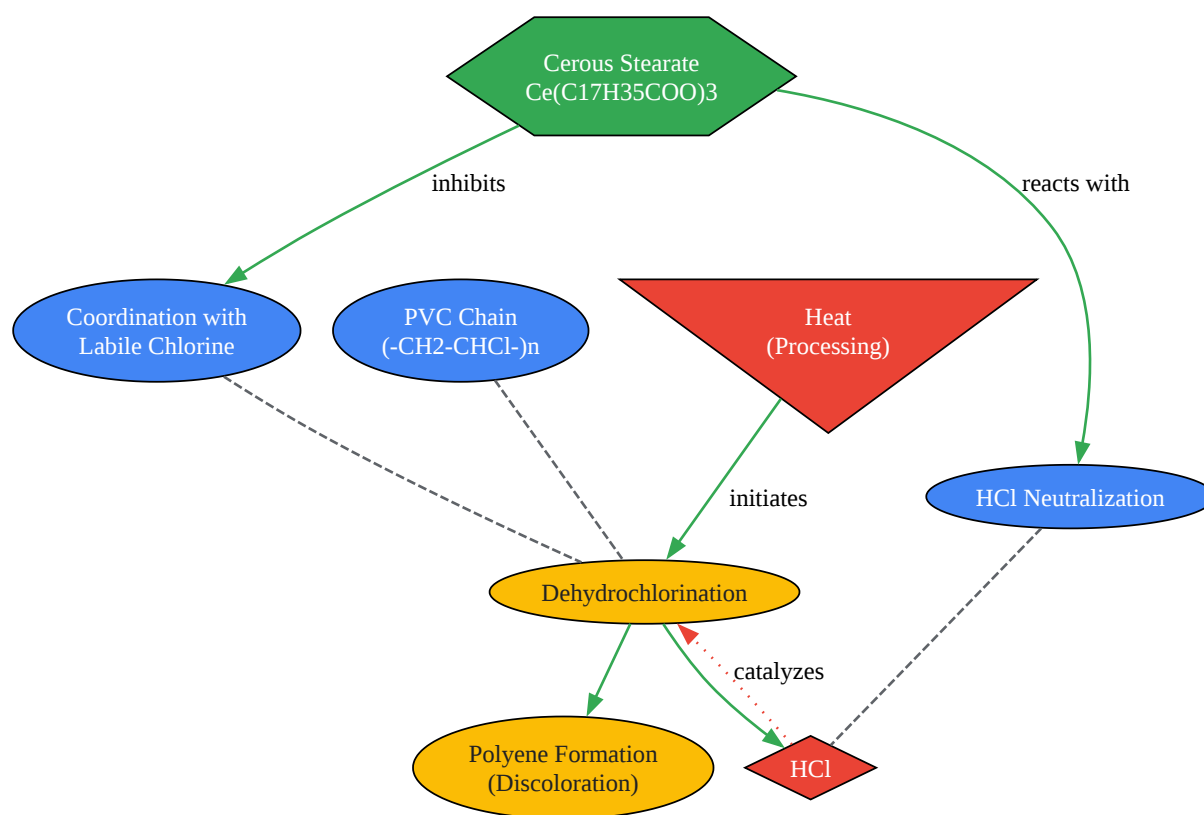 Cerous Stearate
Ce(C17H35COO)3
inhibits
reacts with
Coordination with
Labile Chlorine
PVC Chain
(-CH2-CHCl-)n
Heat
(Processing)
initiates
HCl Neutralization
Dehydrochlorination
catalyzes
Polyene Formation
(Discoloration)
HCl